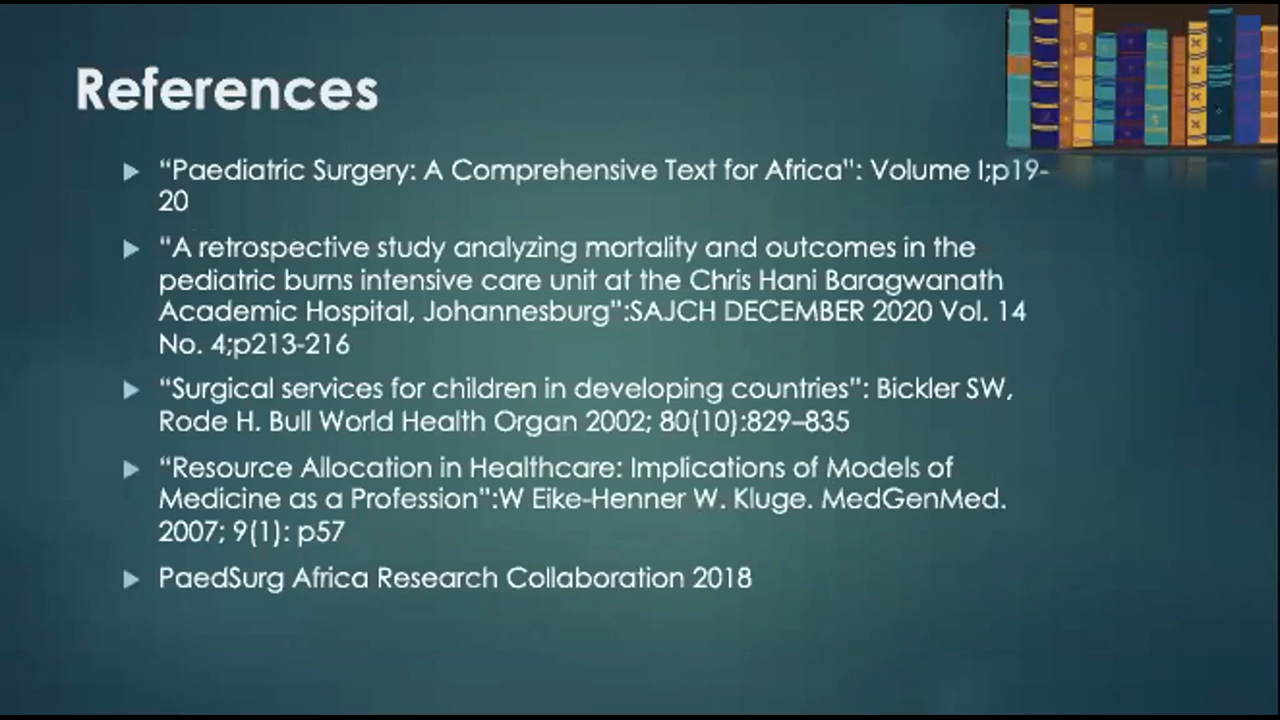 References
“Paediatric Surgery: A Comprehensive Text for Africa”: Volume I;p19-
20
“A retrospective study analyzing mortality and outcomes in the
pediatric burns intensive care unit at the Chris Hani Baragwanath
Academic Hospital, Johannesburg”:SAJCH DECEMBER 2020 Vol. 14
No. 4;p213-216
“Surgical services for children in developing countries”: Bickler SW,
Rode H. Bull World Health Organ 2002; 80(10):829–835
“Resource Allocation in Healthcare: Implications of Models of
Medicine as a Profession”:W Eike-Henner W. Kluge. MedGenMed.
2007; 9(1): p57
PaedSurg Africa Research Collaboration 2018